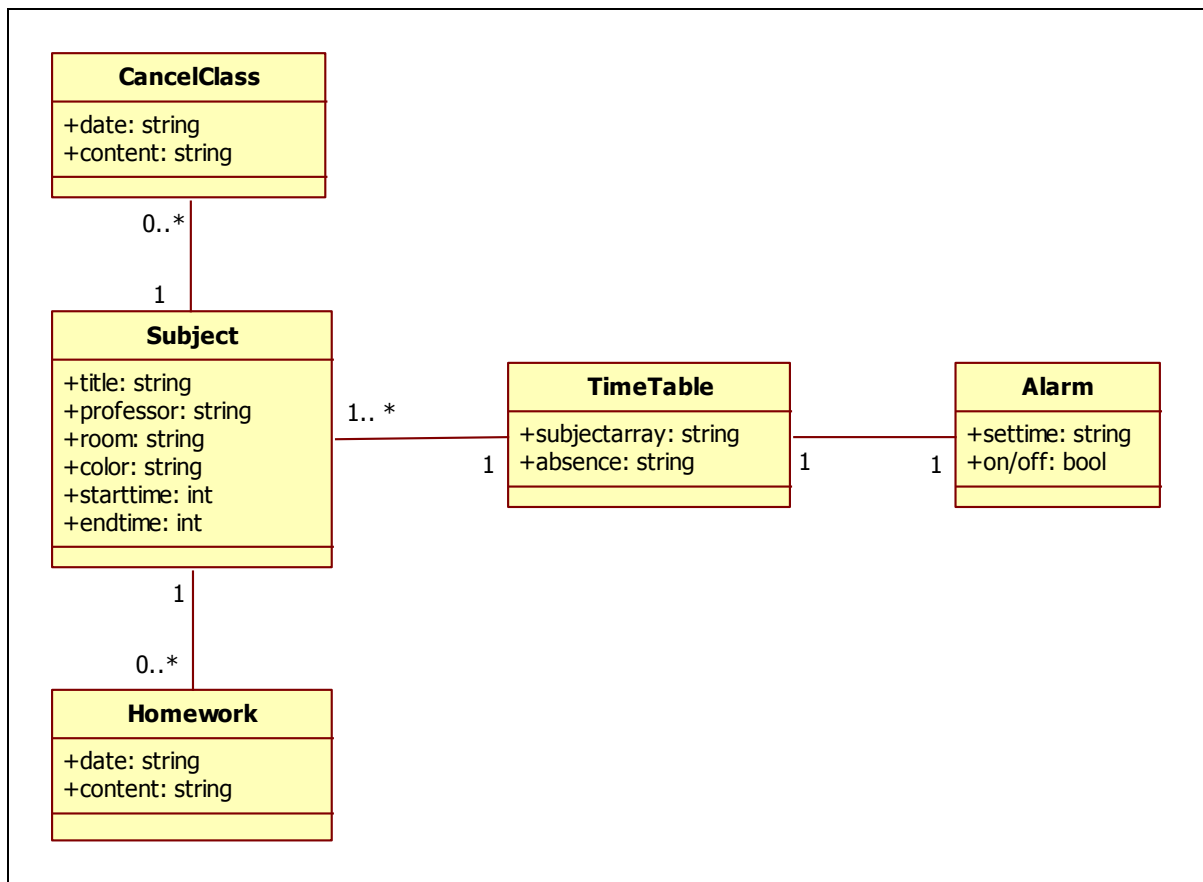 CancelClass
+date: string
+content: string
0..*
1
Subject
+title: string
+professor: string
+room: string
+color: string
+starttime: int
+endtime: int
1.. *
1
TimeTable
+subjectarray: string
+absence: string
1
1
Alarm
+settime: string
+on/off: bool
1
0..*
Homework
+date: string
+content: string